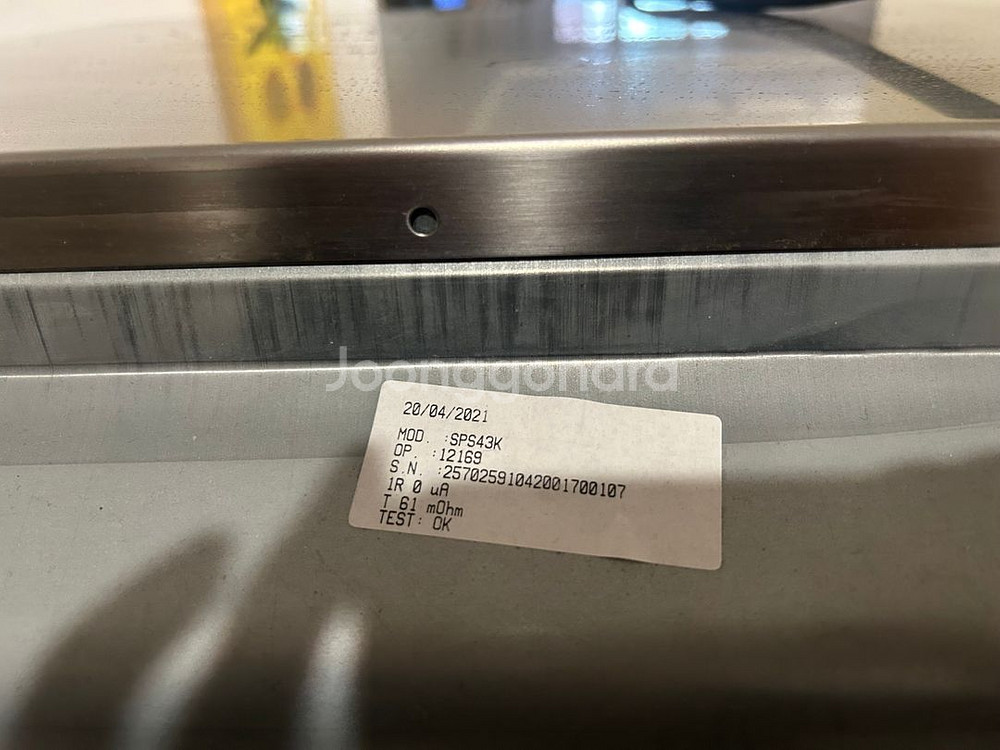 Joonggonara
20/04/2021
MOD. :SPS43K
OP. :12169
S.N. :25702591042001700107
IR 0 uA
T 61 mOhm
TEST: OK